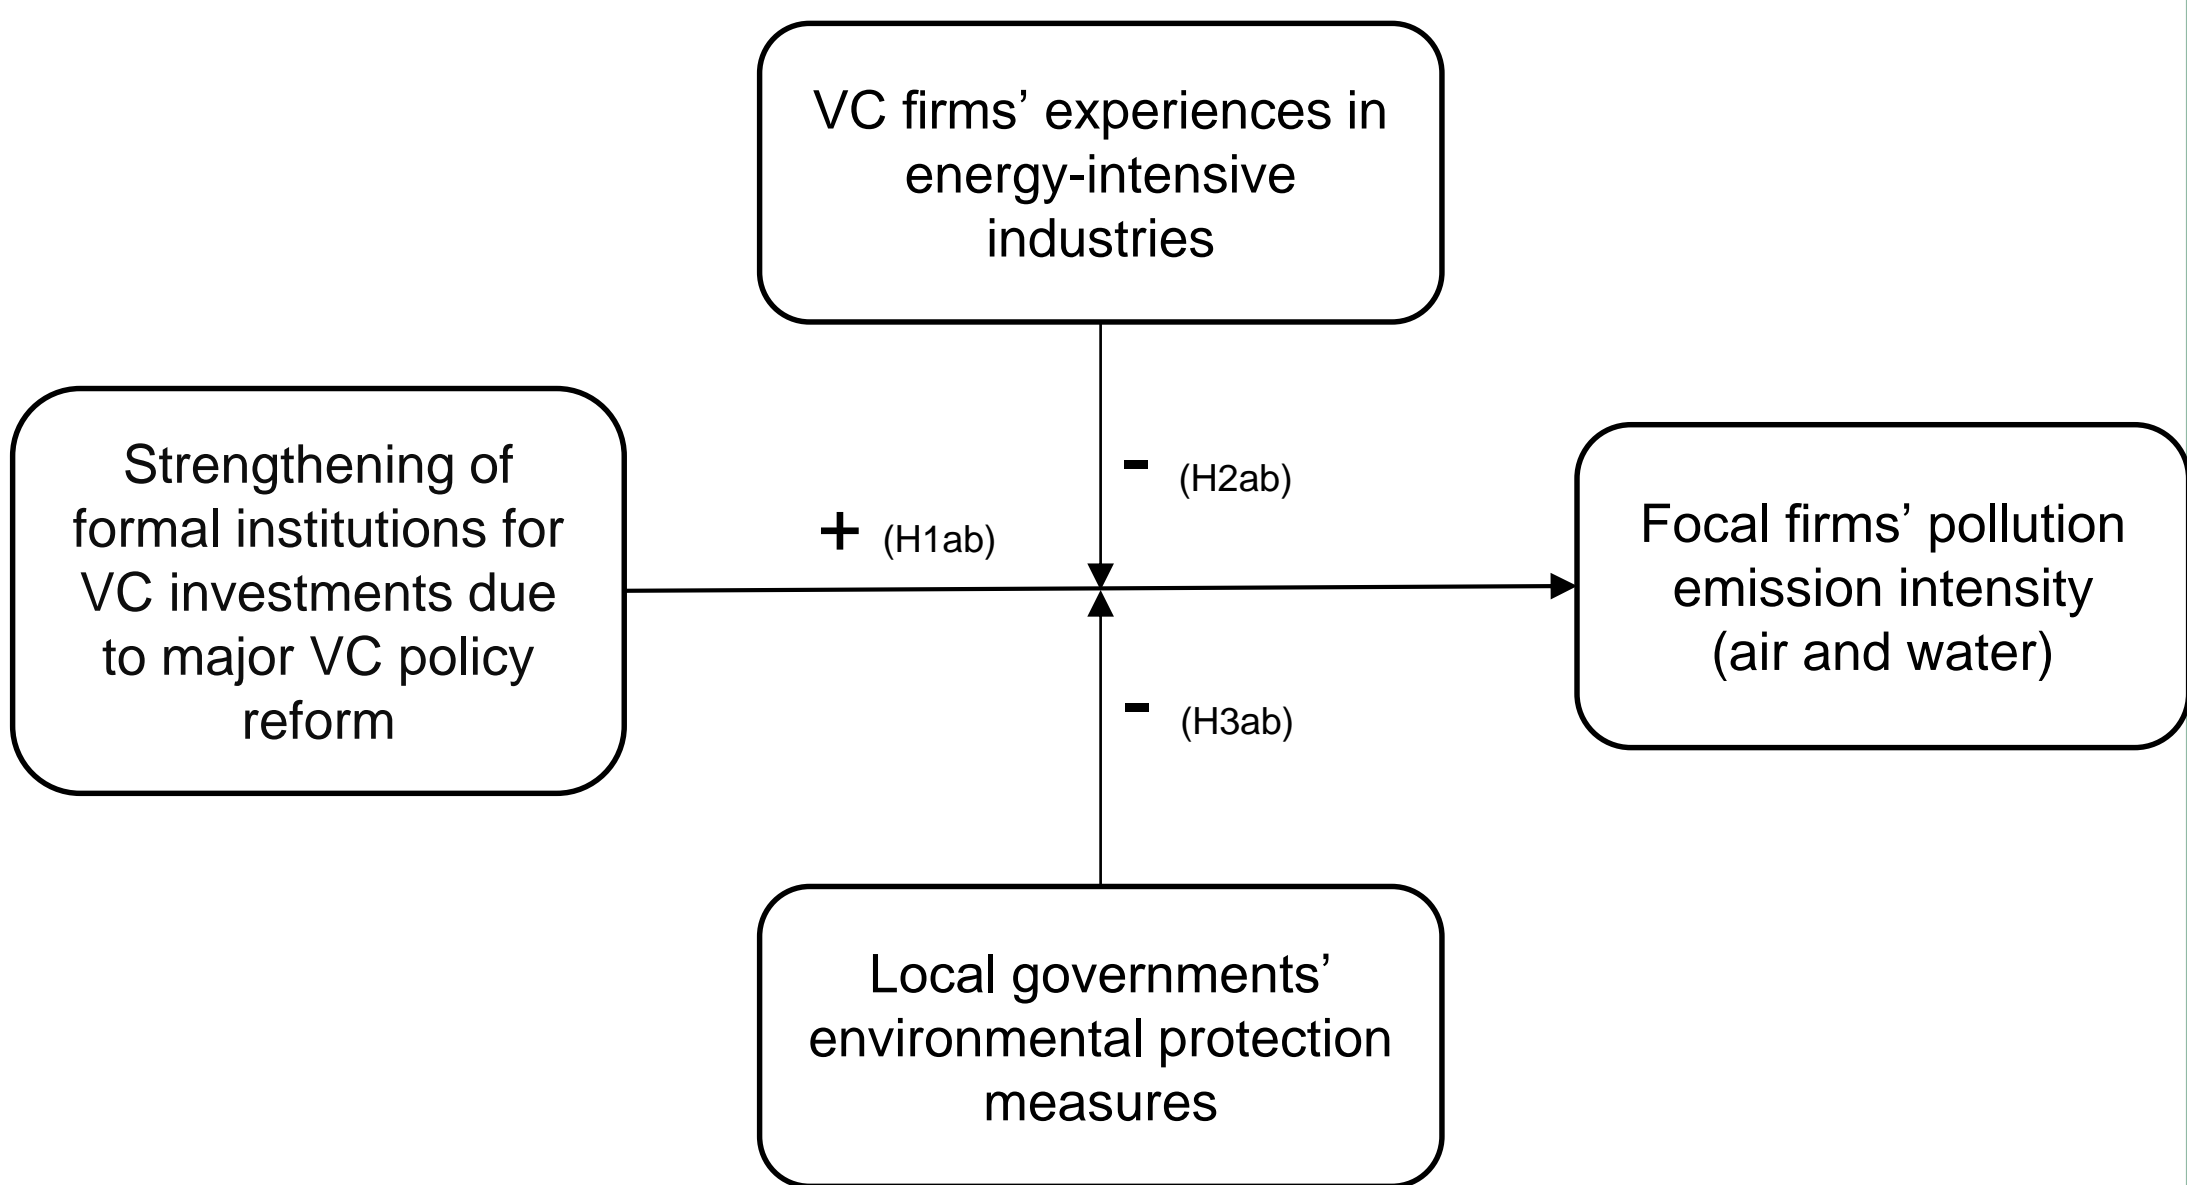 VC firms’ experiences in
energy-intensive
industries
Strengthening of
formal institutions for
VC investments due
to major VC policy
reform
+ (H1ab)
- (H2ab)
- (H3ab)
Focal firms’ pollution
emission intensity
(air and water)
Local governments’
environmental protection
measures